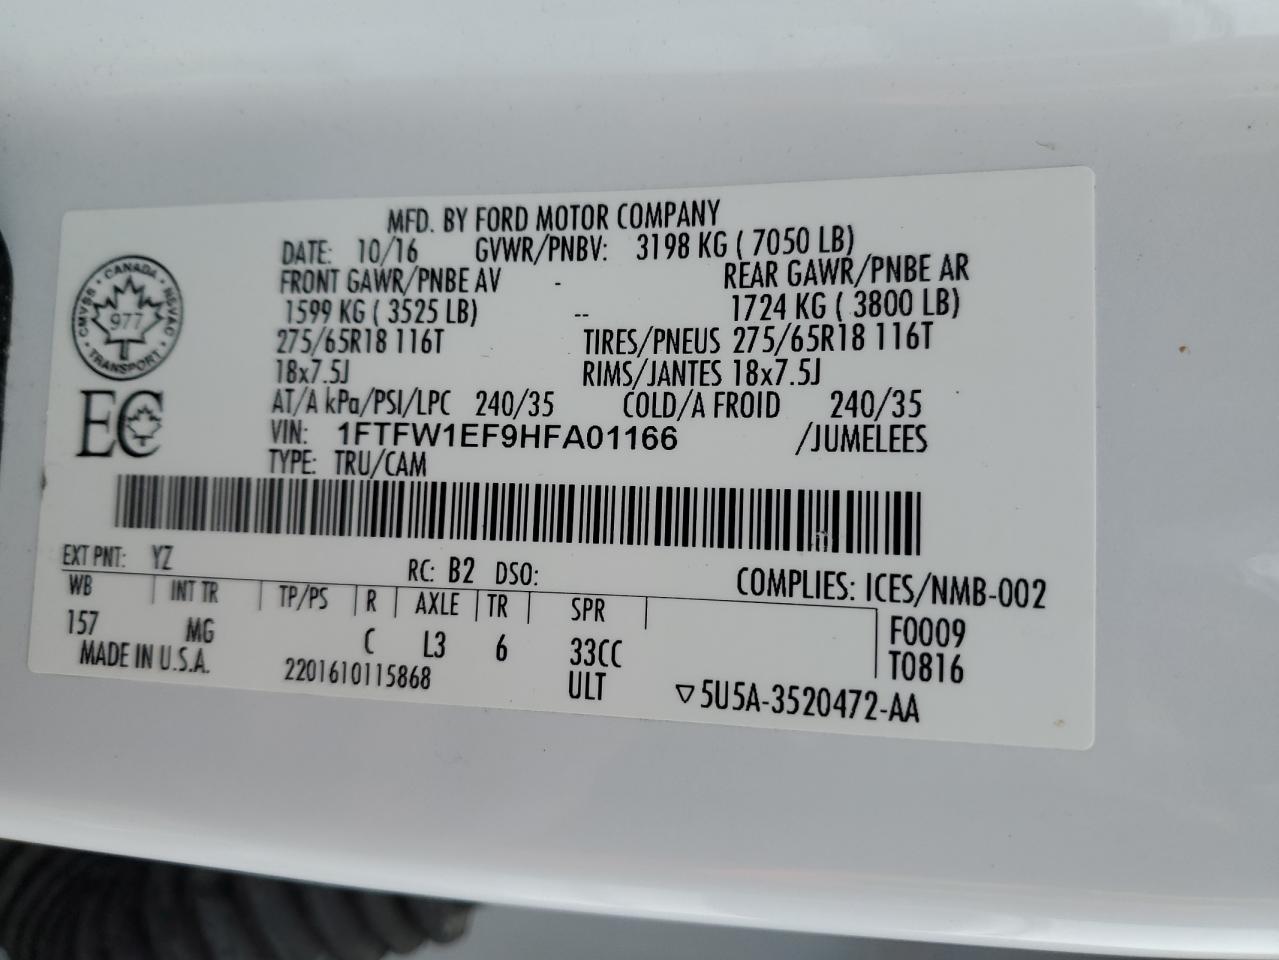 MFD. BY FORD MOTOR COMPANY
DATE: 10/16 GVWR/PNBV: 3198 KG ( 7050 LB)
FRONT GAWR/PNBE AV - REAR GAWR/PNBE AR
1599 KG ( 3525 LB) -- 1724 KG ( 3800 LB)
275/65R18 116T TIRES/PNEUS 275/65R18 116T
18x7.5J RIMS/JANTES 18x7.5J
AT/A kPa/PSI/LPC 240/35 COLD/A FROID 240/35
VIN: 1FTFW1EF9HFA01166 /JUMELEES
TYPE: TRU/CAM
CANADA
CMVSS
NSVAC
977
TRANSPORT
EC
EXT PNT: YZ RC: B2 DSO: COMPLIES: ICES/NMB-002
WB INT TR TP/PS R AXLE TR SPR F0009
157 MG C L3 6 33CC T0816
MADE IN U.S.A. 2201610115868 ULT ▽5U5A-3520472-AA